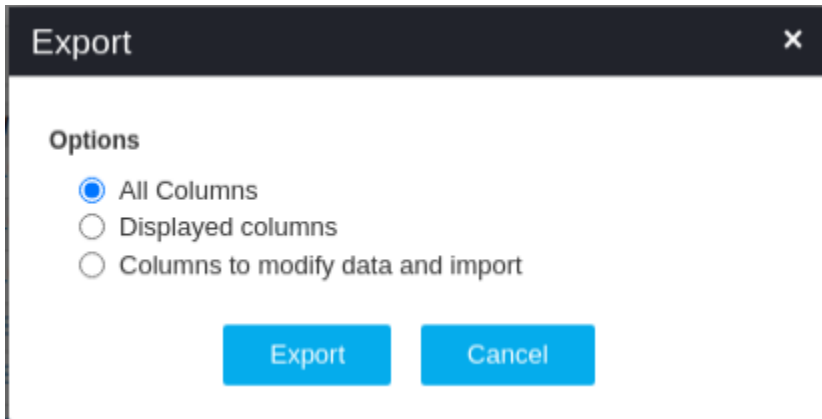 Export ×
Options
All Columns
Displayed columns
Columns to modify data and import
Export Cancel